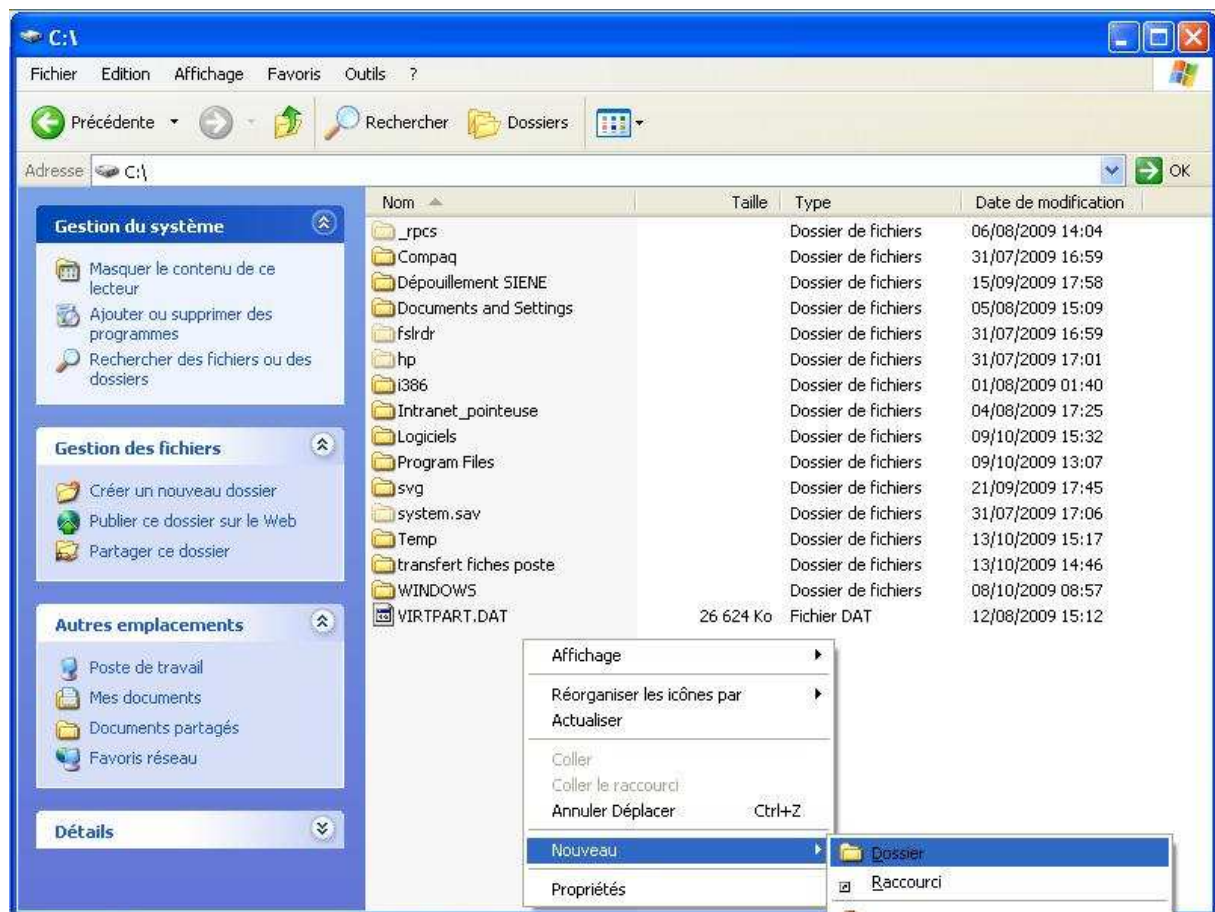 C:\
Fichier Edition Affichage Favoris Outils ?
Précédente Rechercher Dossiers
Adresse C:\ OK
Gestion du système
Masquer le contenu de ce
lecteur
Ajouter ou supprimer des
programmes
Rechercher des fichiers ou des
dossiers
Gestion des fichiers
Créer un nouveau dossier
Publier ce dossier sur le Web
Partager ce dossier
Autres emplacements
Poste de travail
Mes documents
Documents partagés
Favoris réseau
Détails
Nom Taille Type Date de modification
_rpcs Dossier de fichiers 06/08/2009 14:04
Compaq Dossier de fichiers 31/07/2009 16:59
Dépouillement SIENE Dossier de fichiers 15/09/2009 17:58
Documents and Settings Dossier de fichiers 05/08/2009 15:09
fslrdr Dossier de fichiers 31/07/2009 16:59
hp Dossier de fichiers 31/07/2009 17:01
i386 Dossier de fichiers 01/08/2009 01:40
Intranet_pointeuse Dossier de fichiers 04/08/2009 17:25
Logiciels Dossier de fichiers 09/10/2009 15:32
Program Files Dossier de fichiers 09/10/2009 13:07
svg Dossier de fichiers 21/09/2009 17:45
system.sav Dossier de fichiers 31/07/2009 17:06
Temp Dossier de fichiers 13/10/2009 15:17
transfert fiches poste Dossier de fichiers 13/10/2009 14:46
WINDOWS Dossier de fichiers 08/10/2009 08:57
VIRTPART.DAT 26 624 Ko Fichier DAT 12/08/2009 15:12
Affichage
Réorganiser les icônes par
Actualiser
Coller
Coller le raccourci
Annuler Déplacer Ctrl+Z
Nouveau
Propriétés
Dossier
Raccourci